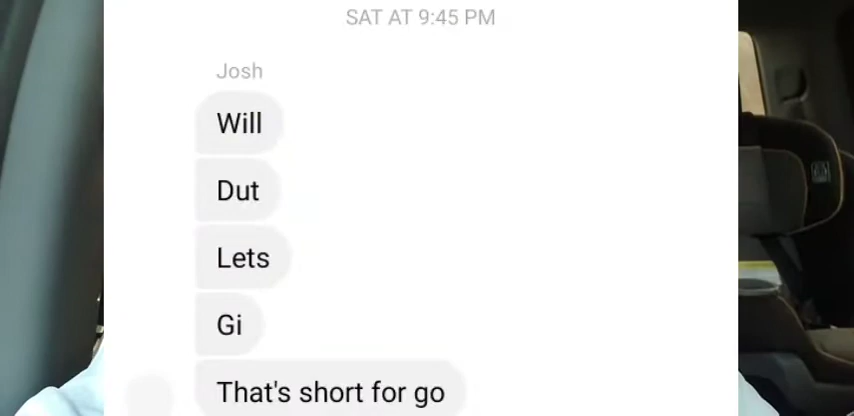 SAT AT 9:45 PM
Josh
Will
Dut
Lets
Gi
That's short for go